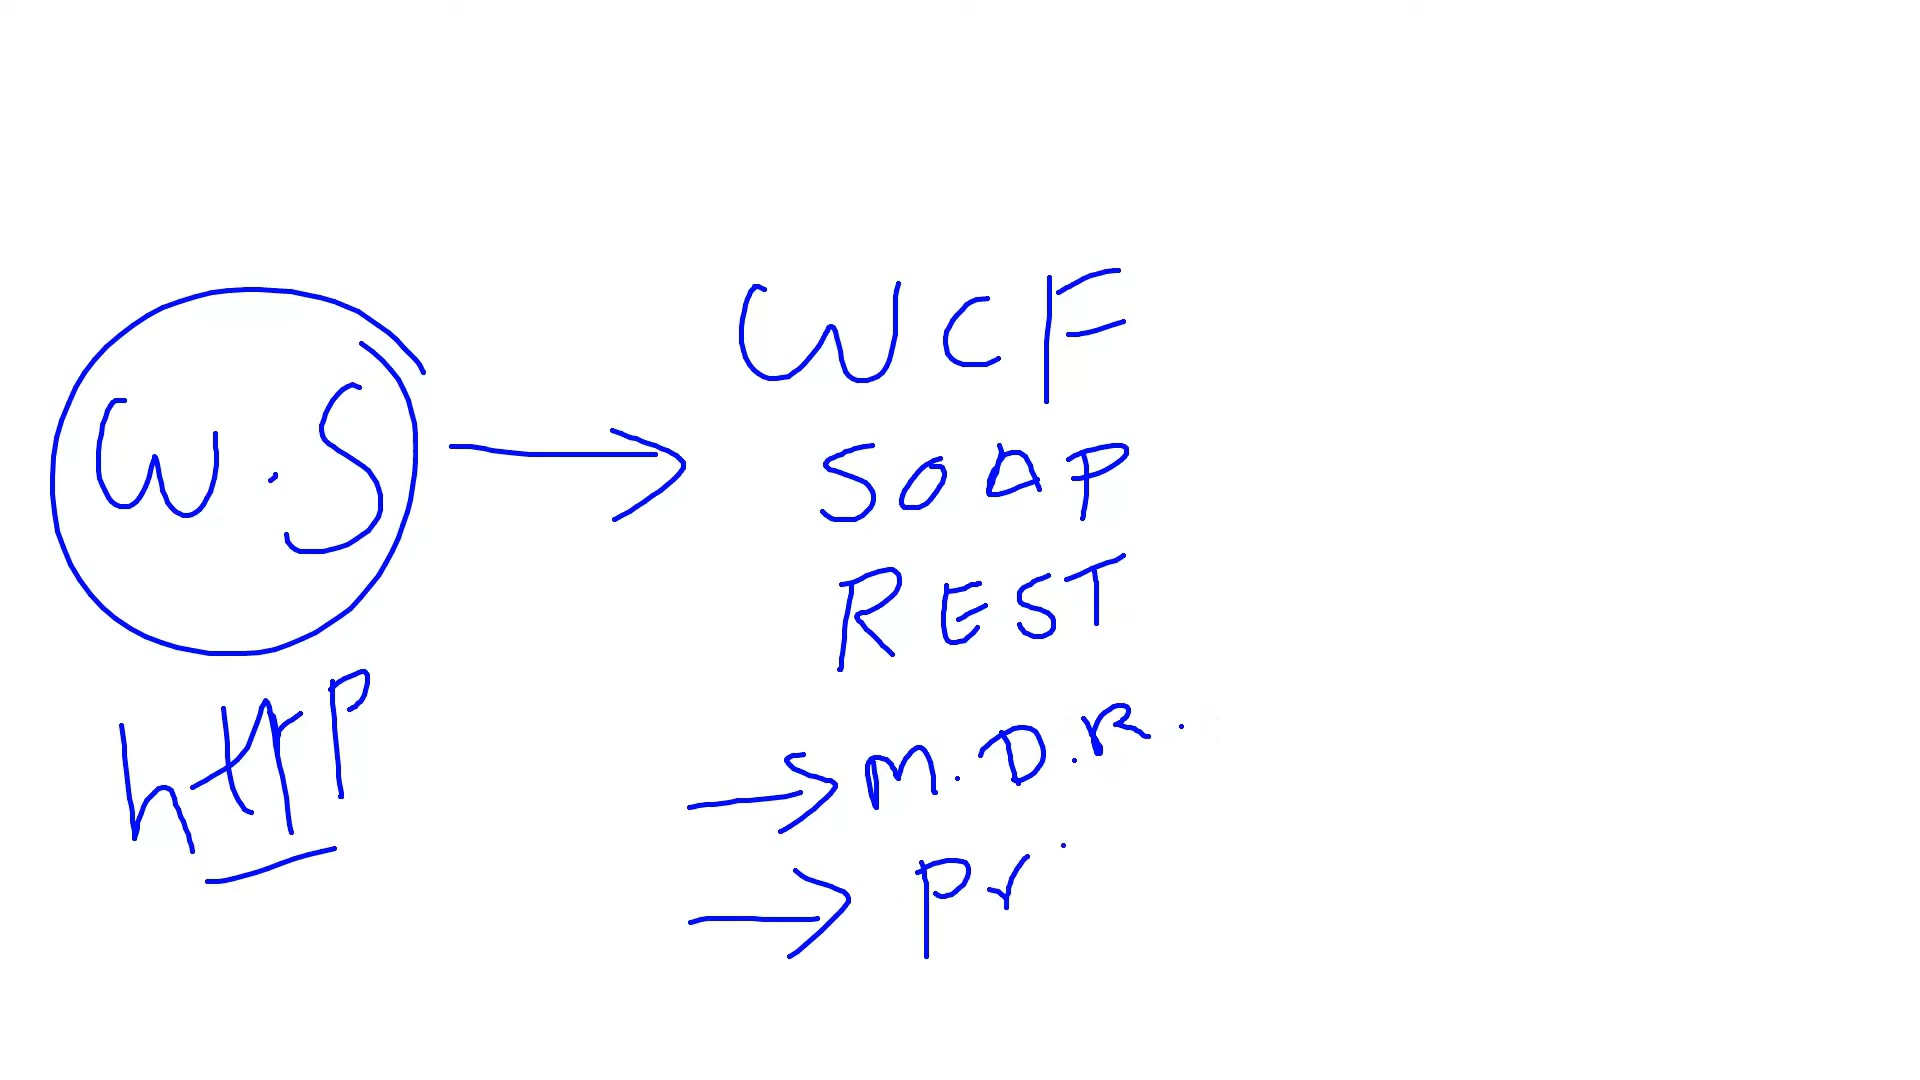 W.S
http
WCF
SOAP
REST
M.D.R.
Pr